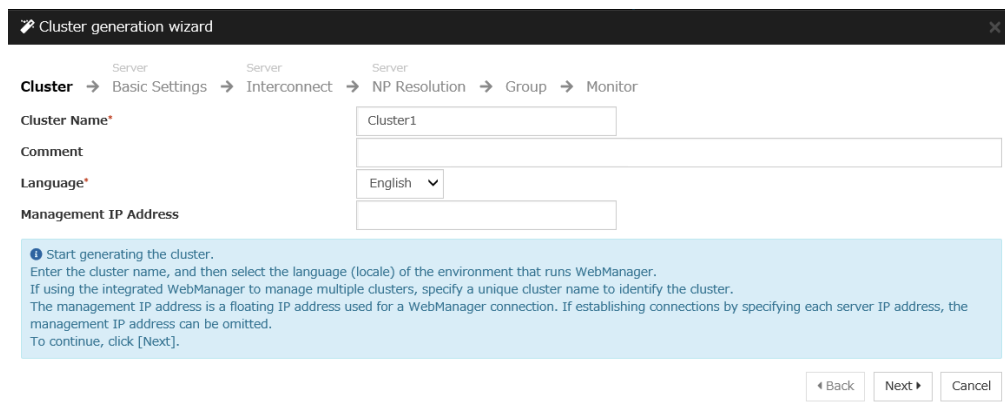 Cluster generation wizard
Server Server Server
Cluster → Basic Settings → Interconnect → NP Resolution → Group → Monitor
Cluster Name* Cluster1
Comment
Language* English
Management IP Address
Start generating the cluster.
Enter the cluster name, and then select the language (locale) of the environment that runs WebManager.
If using the integrated WebManager to manage multiple clusters, specify a unique cluster name to identify the cluster.
The management IP address is a floating IP address used for a WebManager connection. If establishing connections by specifying each server IP address, the
management IP address can be omitted.
To continue, click [Next].
Back Next Cancel